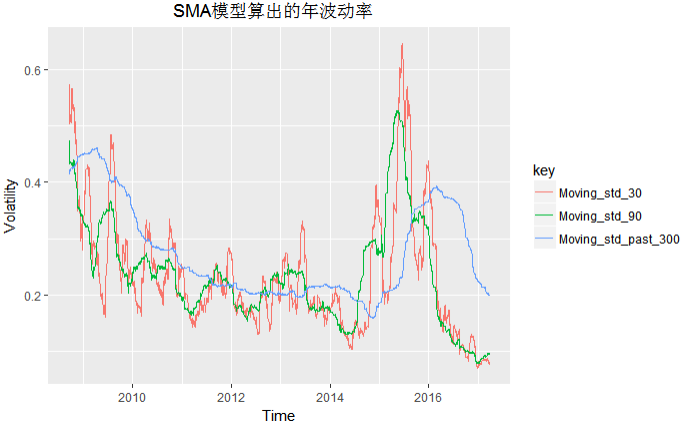 SMA模型算出的年波动率
Volatility
0.6
0.4
0.2
2010 2012 2014 2016
Time
key
Moving_std_30
Moving_std_90
Moving_std_past_300